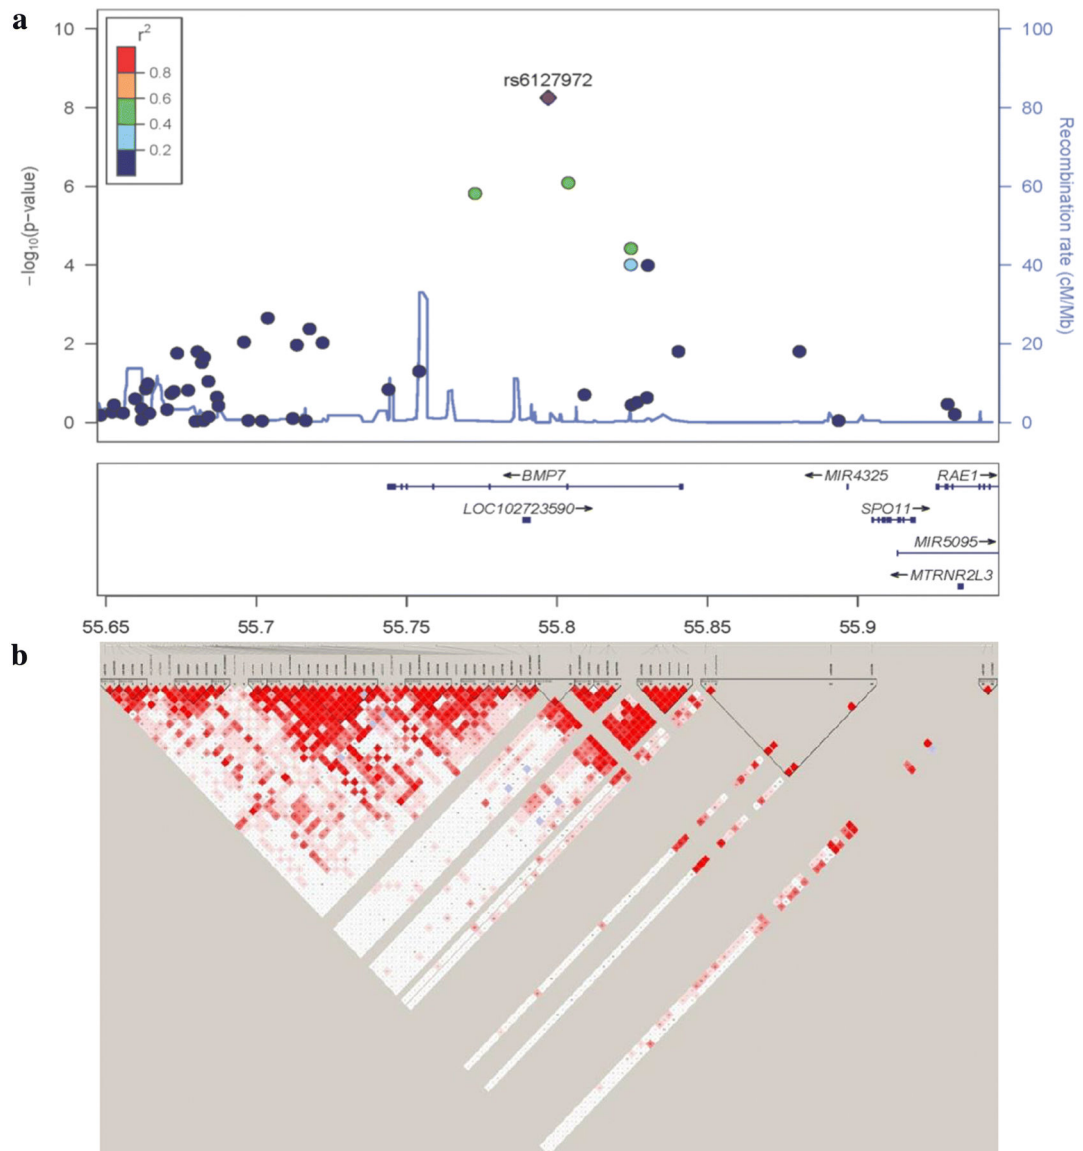 a
r²
0.8
0.6
0.4
0.2
rs6127972
10
8
6
4
2
0
−log₁₀(p−value)
100
80
60
40
20
0
Recombination rate (cM/Mb)
←BMP7
←MIR4325
RAE1→
LOC102723590→
SPO11→
MIR5095→
←MTRNR2L3
55.65
55.7
55.75
55.8
55.85
55.9
b